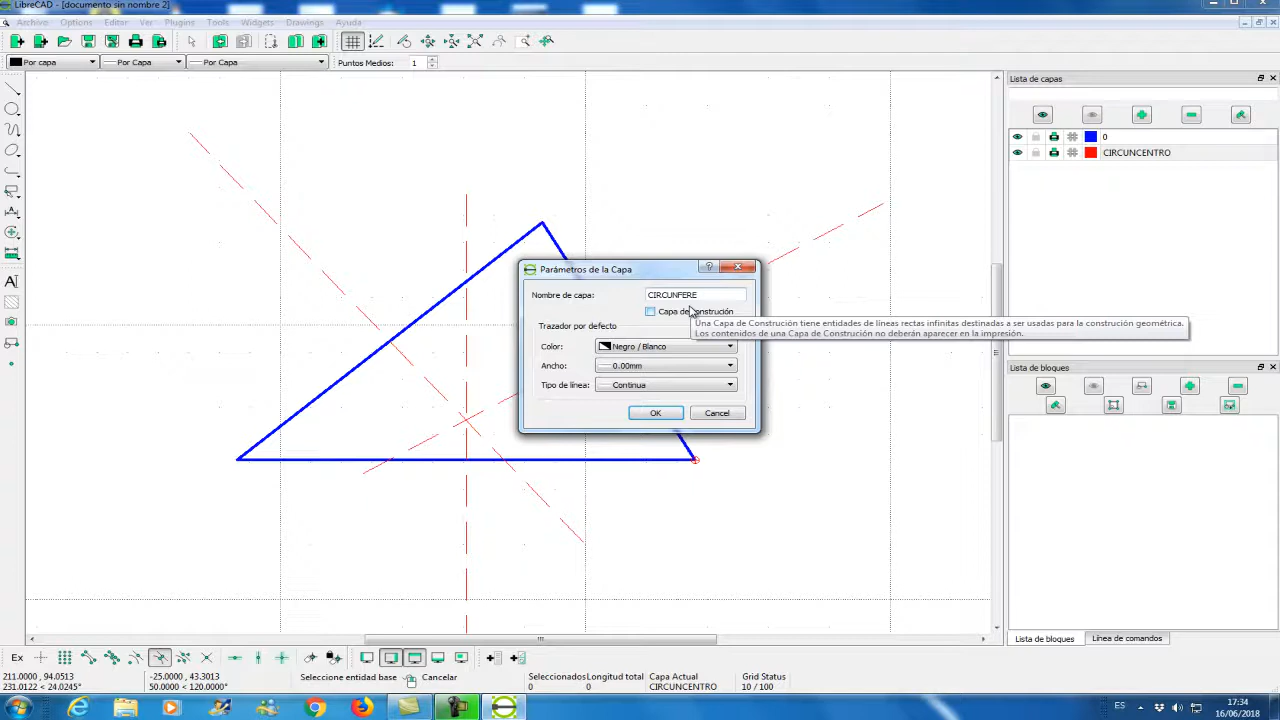 LibreCAD - [documento sin nombre 2]
Archivo Options Editar Ver Plugins Tools Widgets Drawings Ayuda
Por capa Por Capa Por Capa Puntos Medios: 1
Lista de capas
0
CIRCUNCENTRO
Parámetros de la Capa
Nombre de capa: CIRCUNFERE
Capa de construción
Una Capa de Construción tiene entidades de líneas rectas infinitas destinadas a ser usadas para la construción geométrica.
Los contenidos de una Capa de Construción no deberán aparecer en la impresión.
Trazador por defecto
Color: Negro / Blanco
Ancho: 0.00mm
Tipo de línea: Continua
OK Cancel
Lista de bloques
Lista de bloques Línea de comandos
Ex
211.0000 , 94.0513 -25.0000 , 43.3013 Seleccione entidad base Cancelar Seleccionados Longitud total Capa Actual Grid Status
231.0122 < 24.0245° 50.0000 < 120.0000° 0 0 CIRCUNCENTRO 10 / 100
ES 17:34
16/06/2018